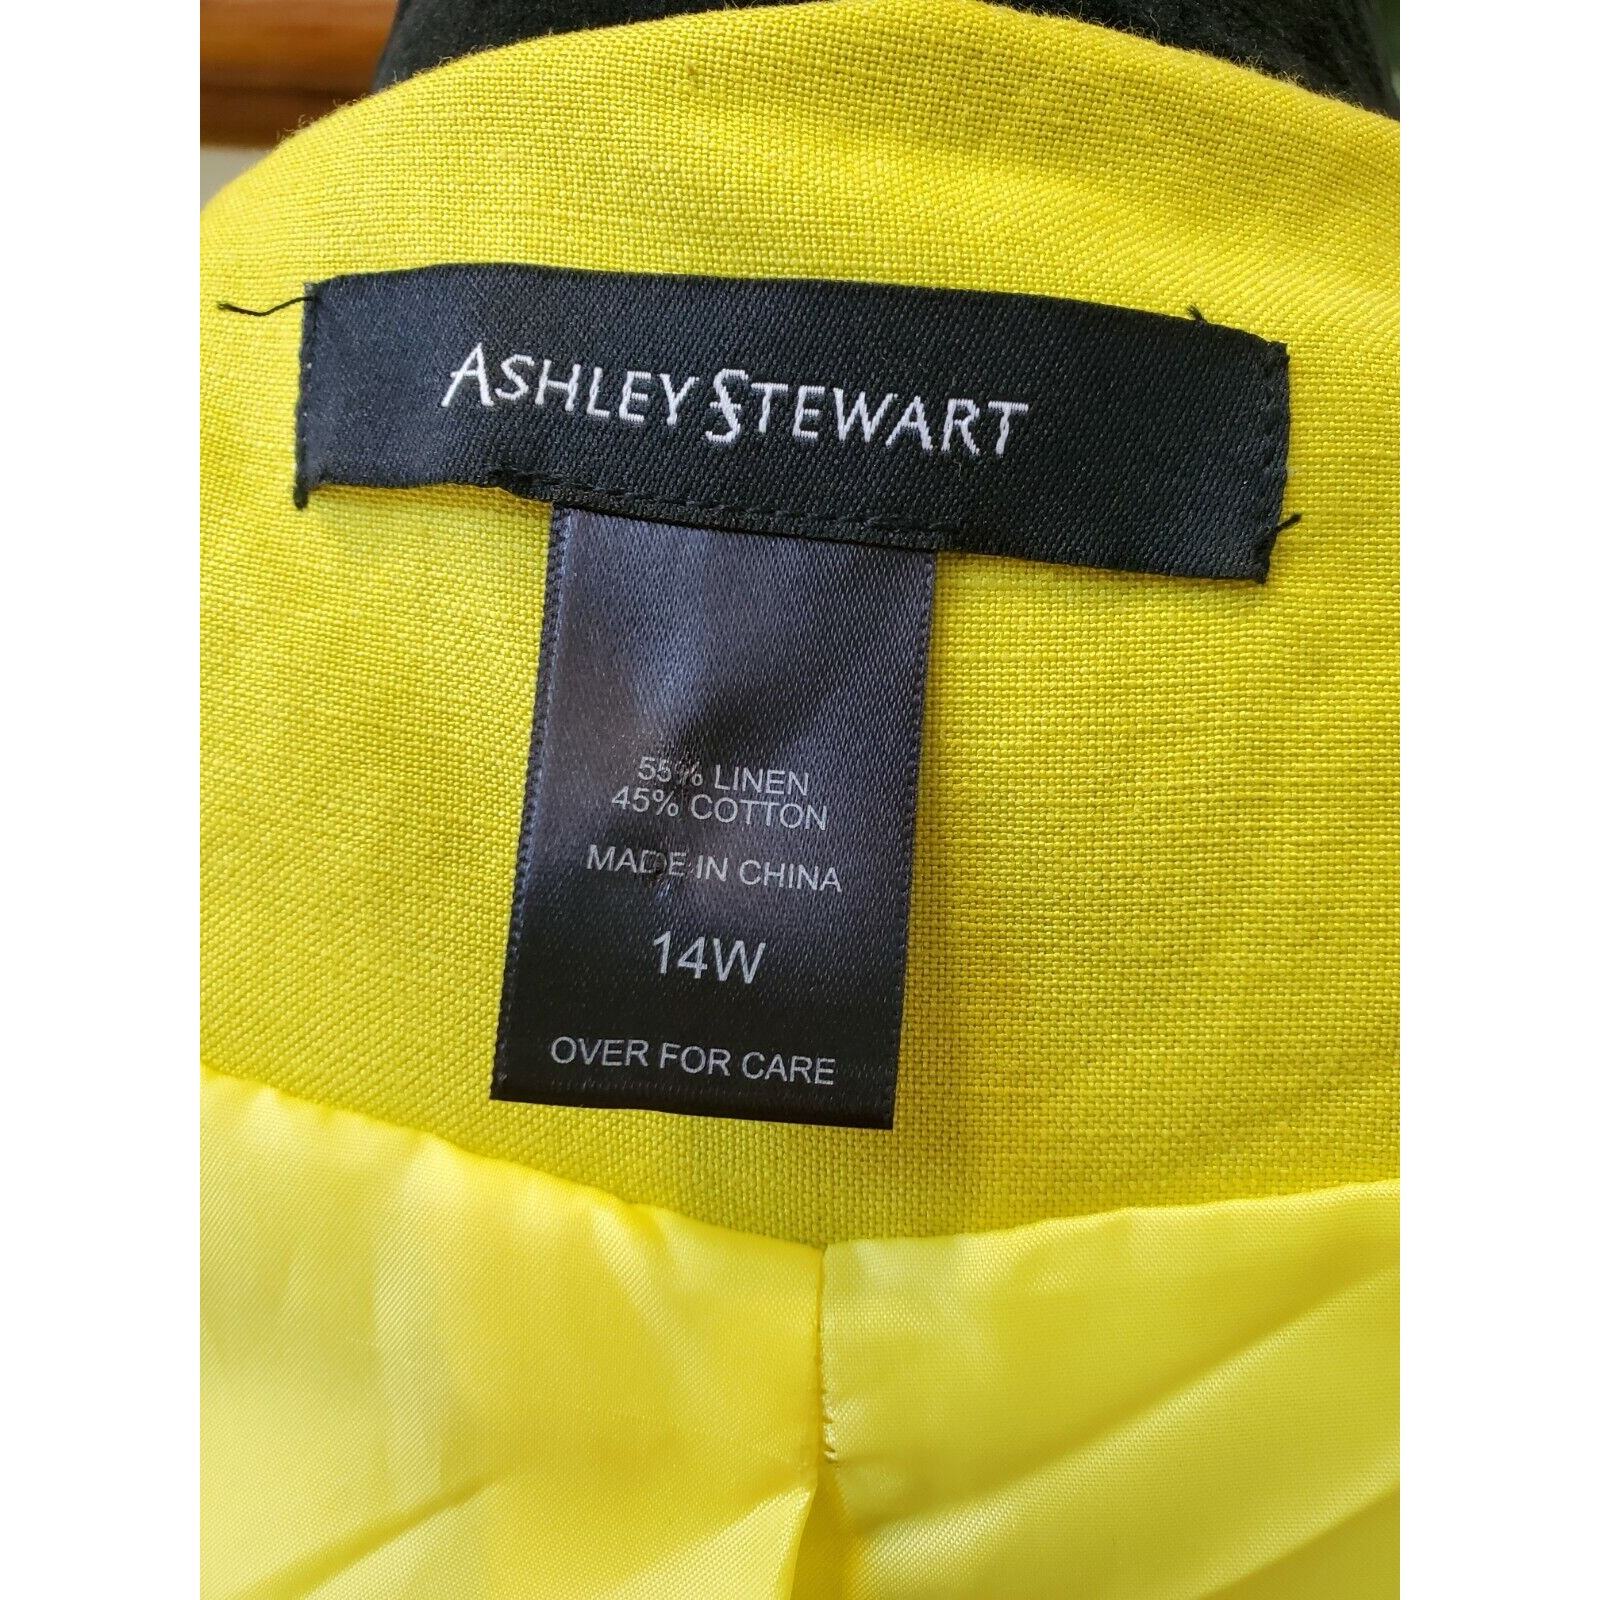 ASHLEY STEWART
55% LINEN
45% COTTON
MADE IN CHINA
14W
OVER FOR CARE